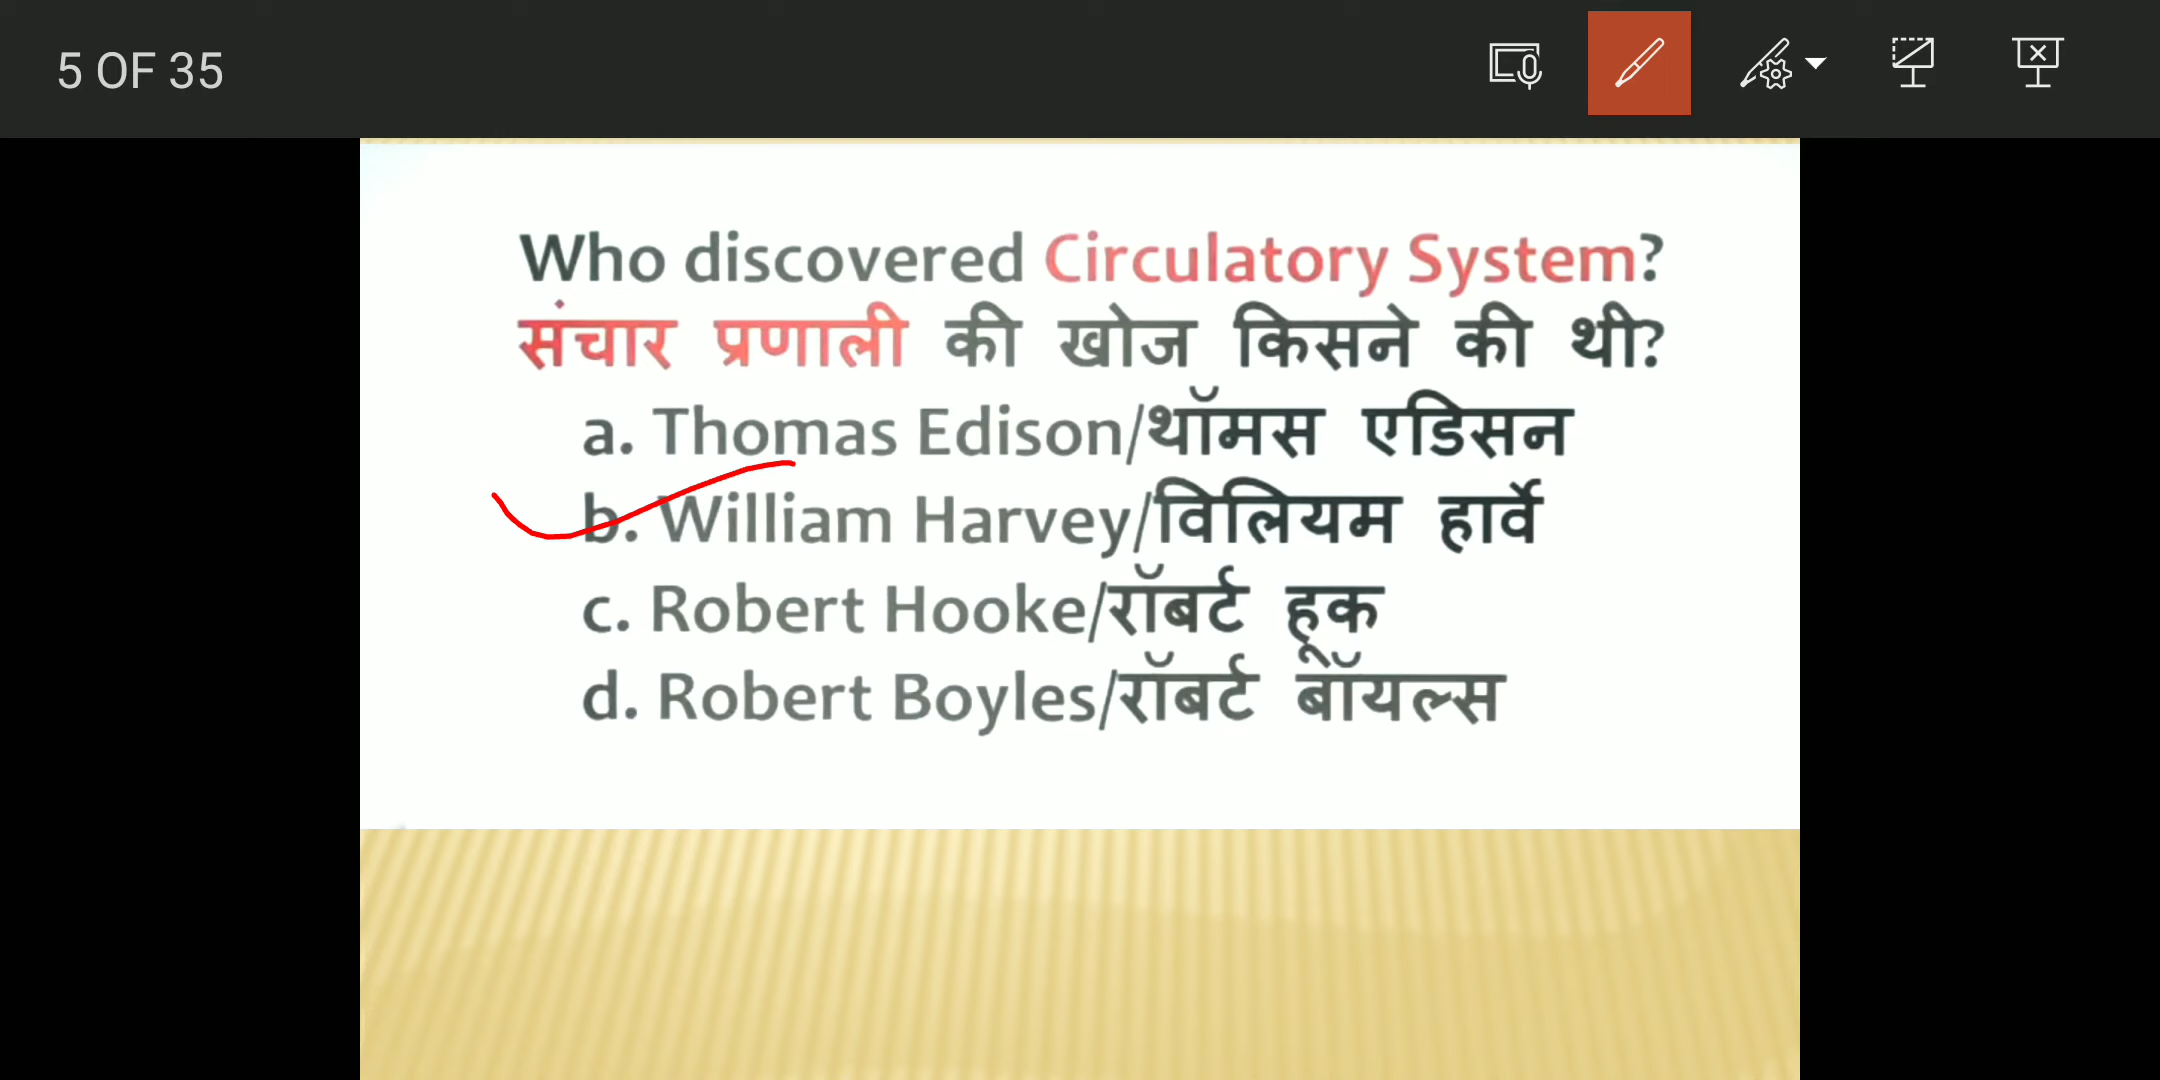 5 OF 35
Who discovered Circulatory System?
संचार प्रणाली की खोज किसने की थी?
a. Thomas Edison/थॉमस एडिसन
b. William Harvey/विलियम हार्वे
c. Robert Hooke/रॉबर्ट हूक
d. Robert Boyles/रॉबर्ट बॉयल्स